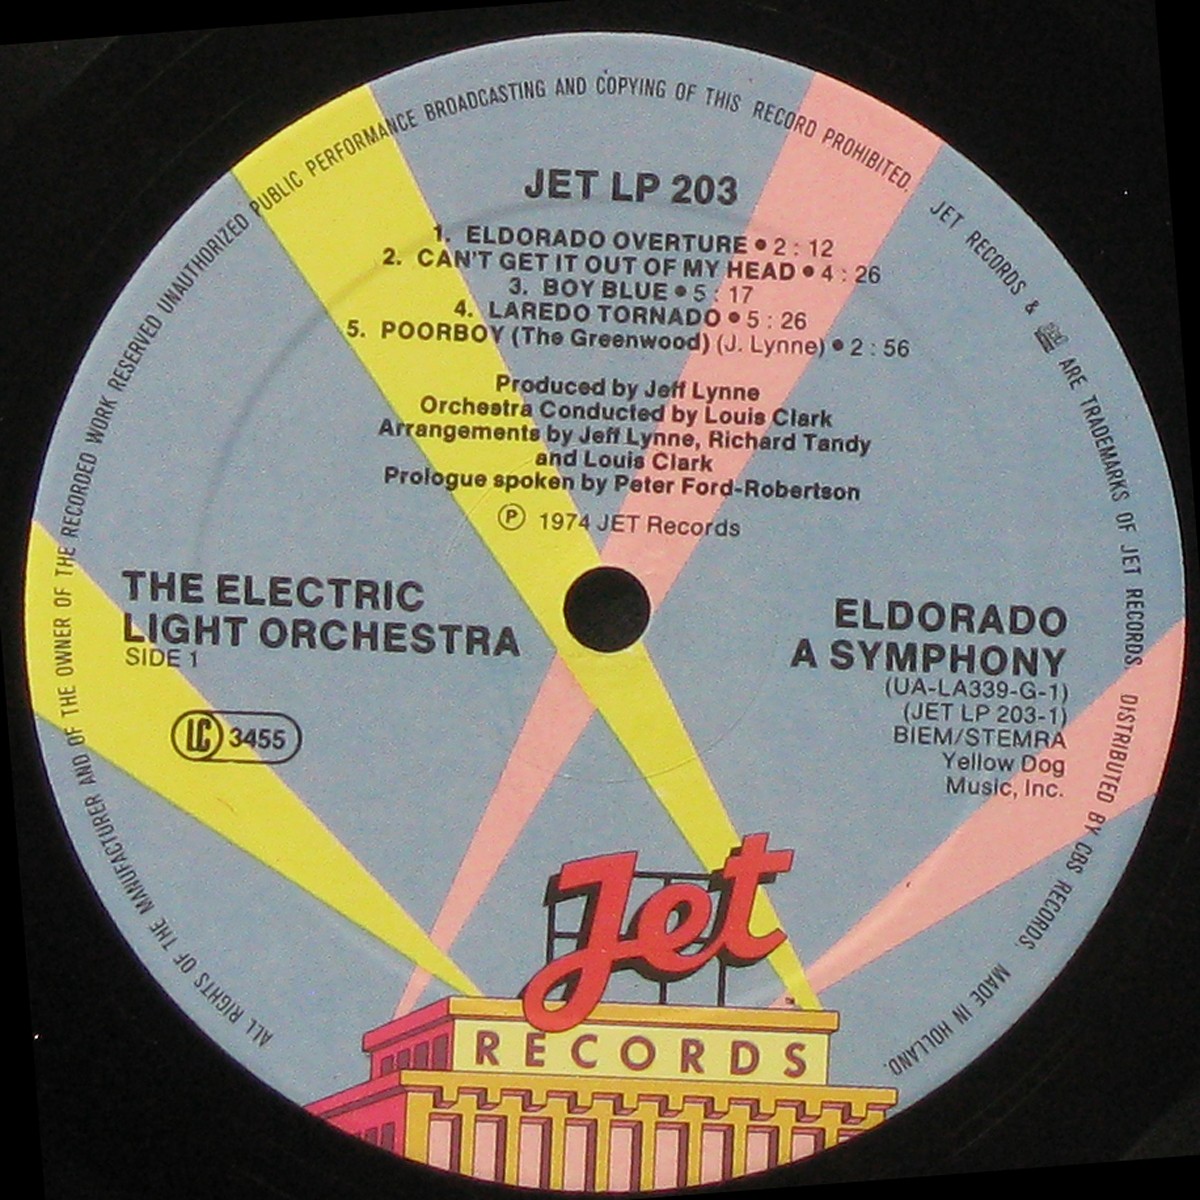 ALL RIGHTS OF THE MANUFACTURER AND OF THE OWNER OF THE RECORDED WORK RESERVED UNAUTHORIZED PUBLIC PERFORMANCE BROADCASTING AND COPYING OF THIS RECORD PROHIBITED. JET RECORDS & ARE TRADEMARKS OF JET RECORDS DISTRIBUTED BY CBS RECORDS. MADE IN HOLLAND.
JET LP 203
1. ELDORADO OVERTURE • 2 : 12
2. CAN'T GET IT OUT OF MY HEAD • 4 : 26
3. BOY BLUE • 5 : 17
4. LAREDO TORNADO • 5 : 26
5. POORBOY (The Greenwood) (J. Lynne) • 2 : 56
Produced by Jeff Lynne
Orchestra Conducted by Louis Clark
Arrangements by Jeff Lynne, Richard Tandy
and Louis Clark
Prologue spoken by Peter Ford-Robertson
Ⓟ 1974 JET Records
THE ELECTRIC
LIGHT ORCHESTRA
SIDE 1
LC 3455
ELDORADO
A SYMPHONY
(UA-LA339-G-1)
(JET LP 203-1)
BIEM/STEMRA
Yellow Dog
Music, Inc.
Jet
RECORDS